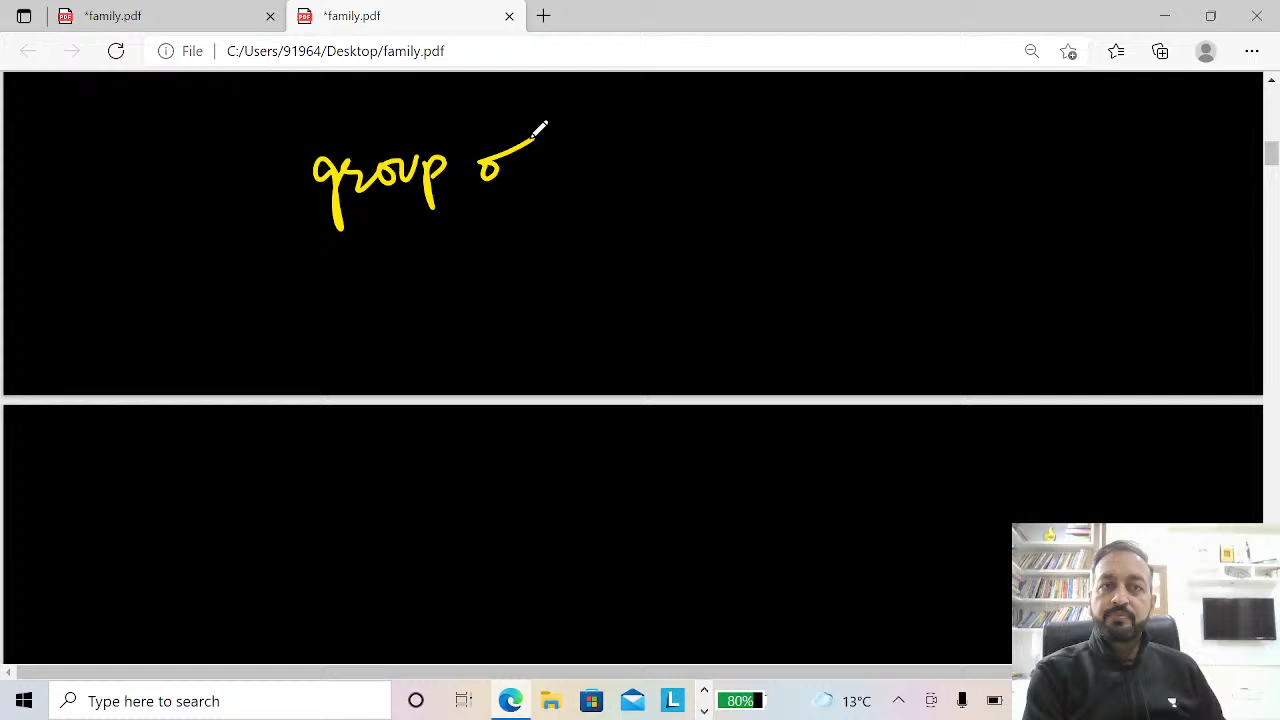 *family.pdf
*family.pdf
File
C:/Users/91964/Desktop/family.pdf
group o
Type here to search
L
80%
13°C